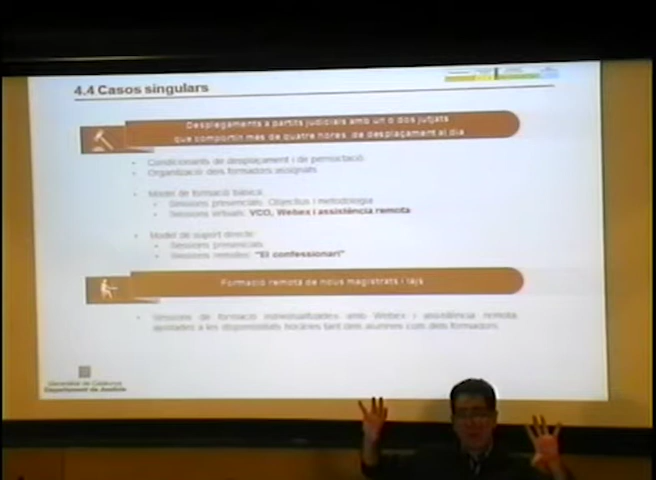 4.4 Casos singulars
Desplegaments a partits judicials amb un o dos jutjats
que comportin més de quatre hores de desplaçament al dia
Condicionants de desplaçament i de pernoctació
Organització dels formadors assignats
Model de formació bàsica:
Sessions presencials: Objectius i metodologia
Sessions virtuals: VCO, Webex i assistència remota
Model de suport directe:
Sessions presencials
Sessions remotes: "El confessionari"
Formació remota de nous magistrats i lajs
Sessions de formació individualitzades amb Webex i assistència remota
ajustades a les disponibilitats horàries tant dels alumnes com dels formadors.
Generalitat de Catalunya
Departament de Justícia